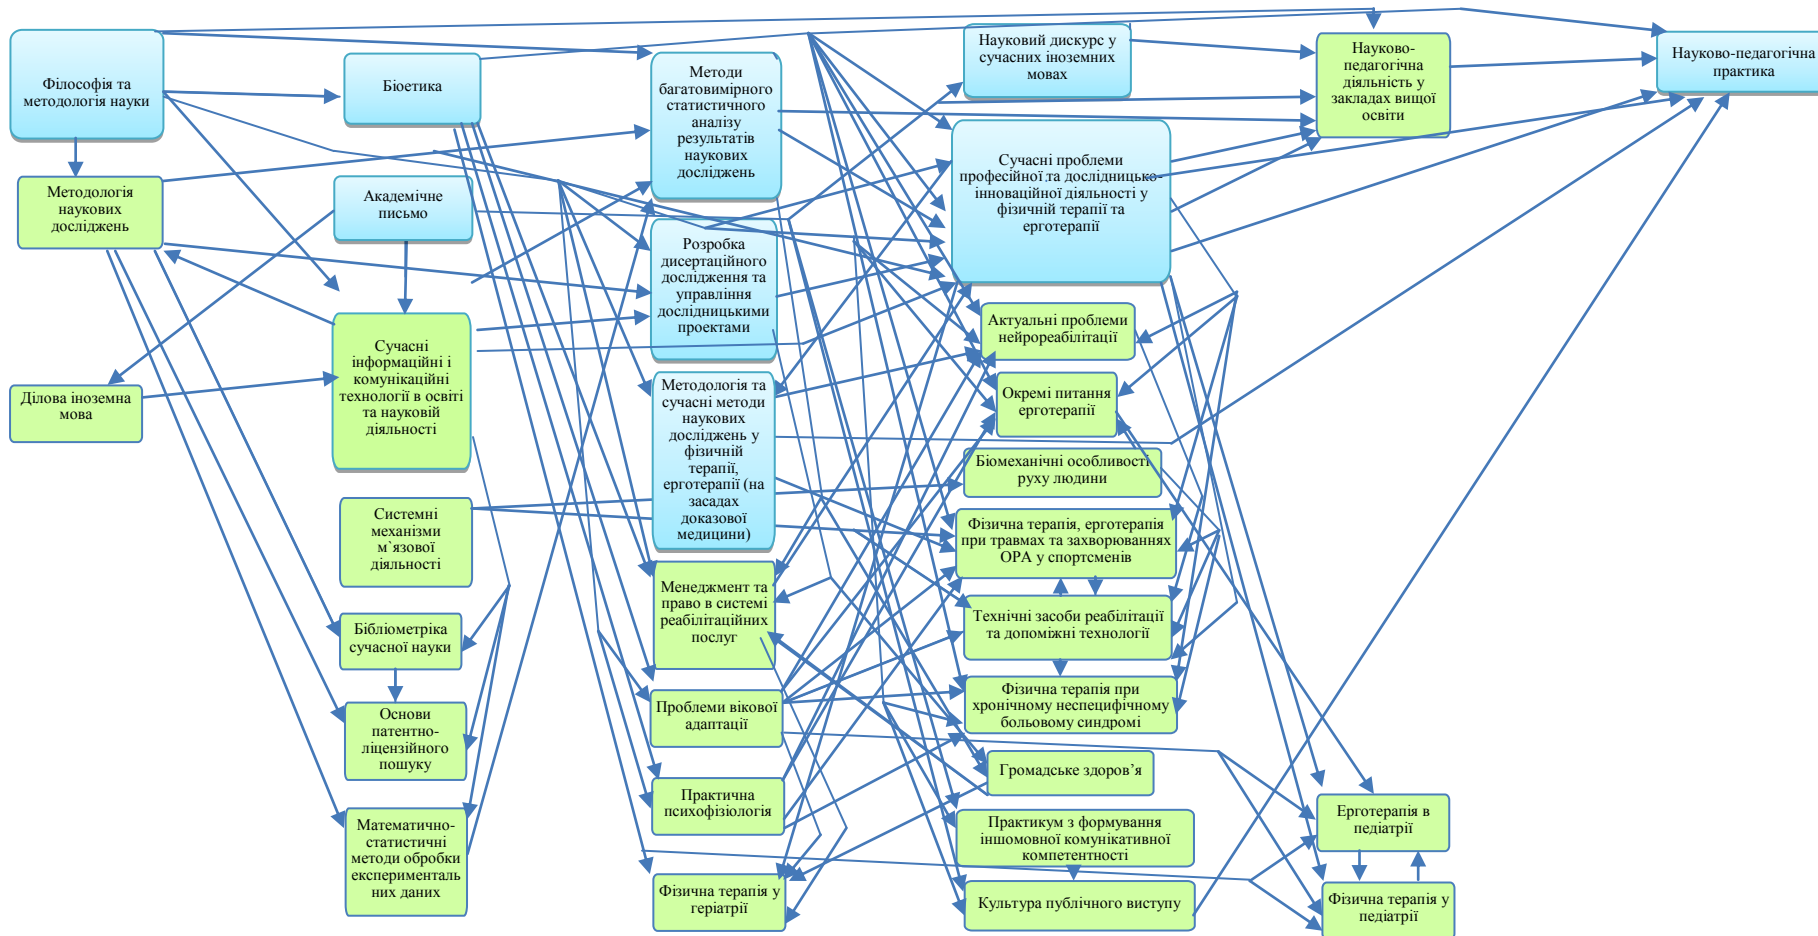 Філософія та
методологія науки
Методологія
наукових
досліджень
Ділова іноземна
мова
Біоетика
Академічне
письмо
Сучасні
інформаційні і
комунікаційні
технології в освіті
та науковій
діяльності
Системні
механізми
м`язової
діяльності
Бібліометріка
сучасної науки
Основи
патентно-
ліцензійного
пошуку
Математично-
статистичні
методи обробки
експерименталь
них даних
Методи
багатовимірного
статистичного
аналізу
результатів
наукових
досліджень
Розробка
дисертаційного
дослідження та
управління
дослідницькими
проектами
Методологія та
сучасні методи
наукових
досліджень у
фізичній
терапії,
ерготерапії (на
засадах
доказової
медицини)
Менеджмент та
право в системі
реабілітаційних
послуг
Проблеми вікової
адаптації
Практична
психофізіологія
Фізична терапія у
геріатрії
Науковий дискурс у
сучасних іноземних
мовах
Сучасні проблеми
професійної та дослідницько-
інноваційної діяльності у
фізичній терапії та
ерготерапії
Актуальні проблеми
нейрореабілітації
Окремі питання
ерготерапії
Біомеханічні особливості
руху людини
Фізична терапія, ерготерапія
при травмах та захворюваннях
ОРА у спортсменів
Технічні засоби реабілітації
та допоміжні технології
Фізична терапія при
хронічному неспецифічному
больовому синдромі
Громадське здоров’я
Практикум з формування
іншомовної комунікативної
компетентності
Культура публічного виступу
Науково-
педагогічна
діяльність у
закладах вищої
освіти
Ерготерапія в
педіатрії
Фізична терапія у
педіатрії
Науково-педагогічна
практика